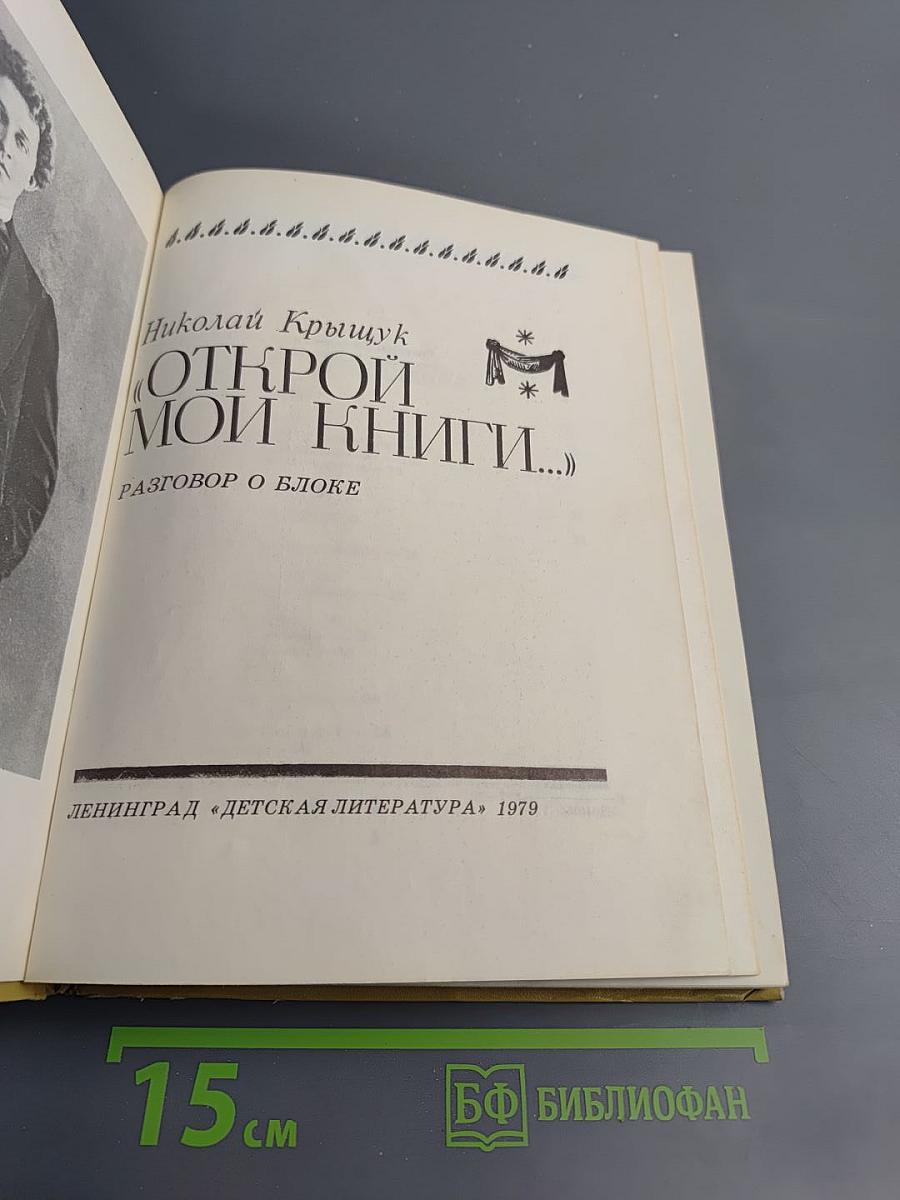 Николай Крыщук
«ОТКРОЙ
МОИ КНИГИ...»
РАЗГОВОР О БЛОКЕ
ЛЕНИНГРАД «ДЕТСКАЯ ЛИТЕРАТУРА» 1979
15 см
БФ БИБЛИОФАН